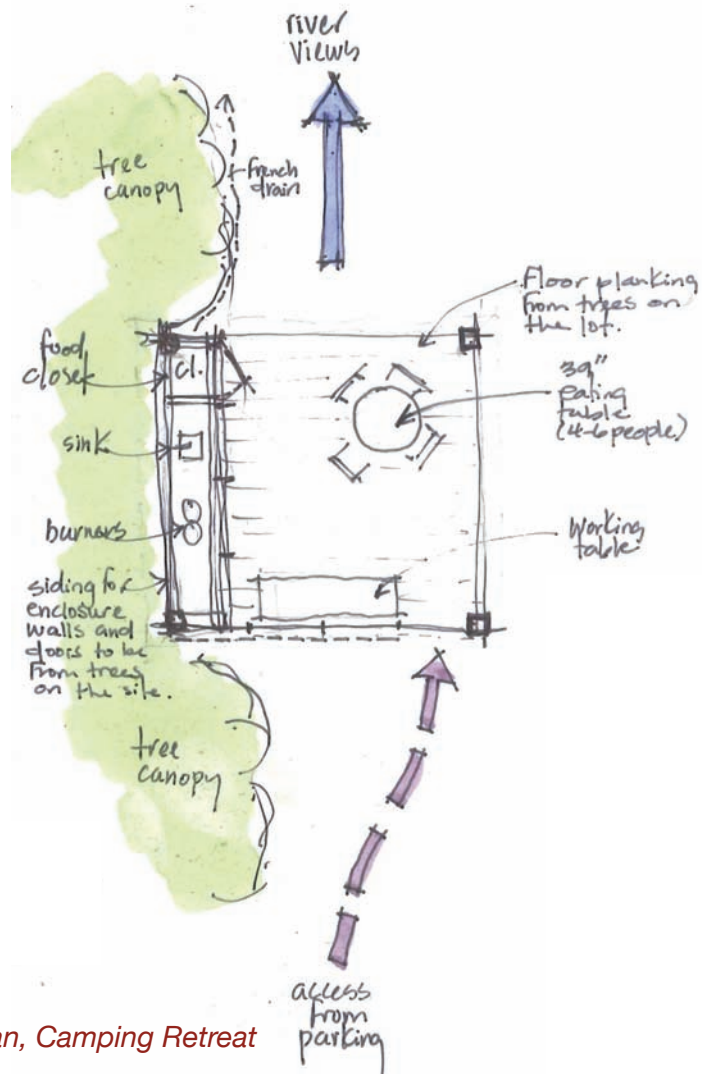 river
views
tree
canopy
french
drain
Floor planking
from trees on
the lot.
food
closet
cl.
39"
eating
table
(4-6 people)
sink
burners
working
table
siding for
enclosure
walls and
doors to be
from trees
on the site.
tree
canopy
access
from
parking
an, Camping Retreat